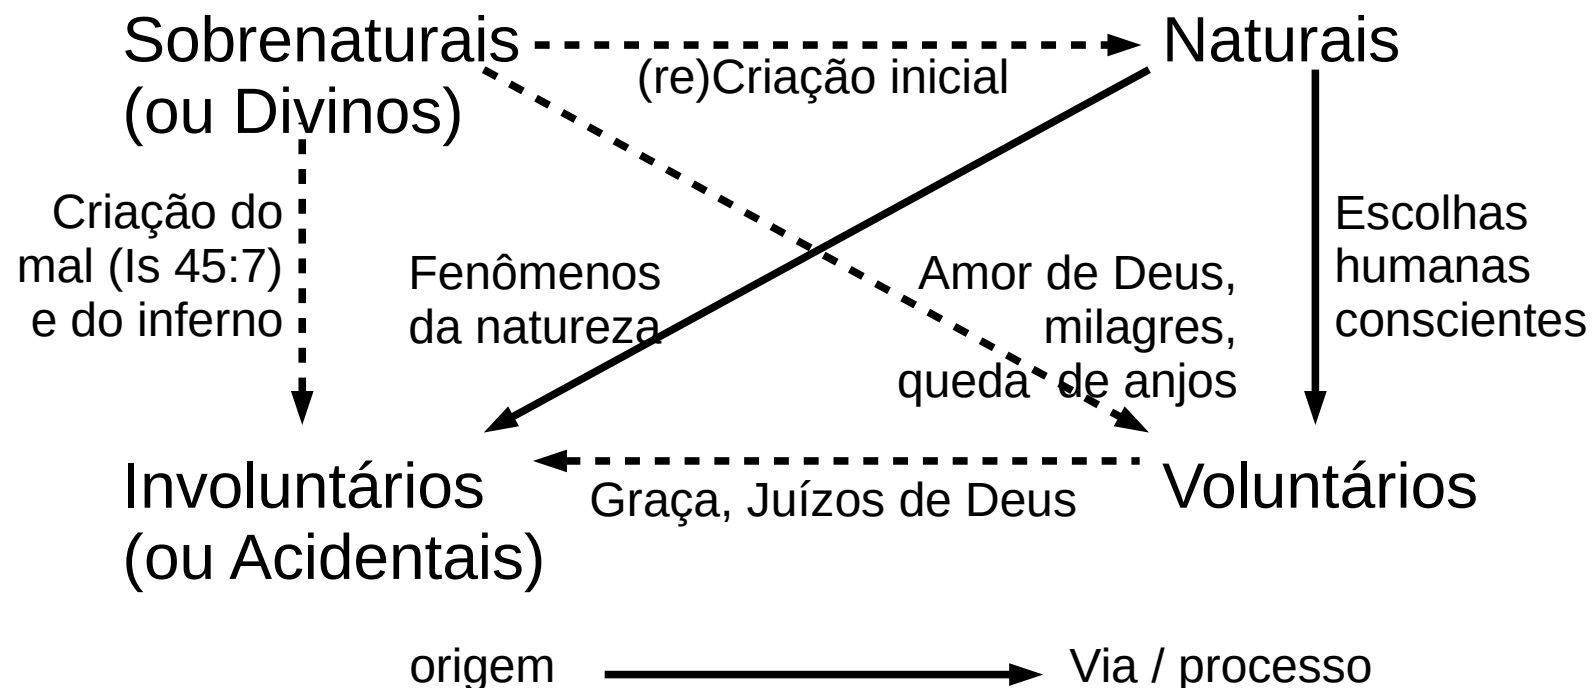 Sobrenaturais
(ou Divinos)
Naturais
(re)Criação inicial
Criação do
mal (Is 45:7)
e do inferno
Fenômenos
da natureza
Amor de Deus,
milagres,
queda de anjos
Escolhas
humanas
conscientes
Involuntários
(ou Acidentais)
Graça, Juízos de Deus
Voluntários
origem
Via / processo